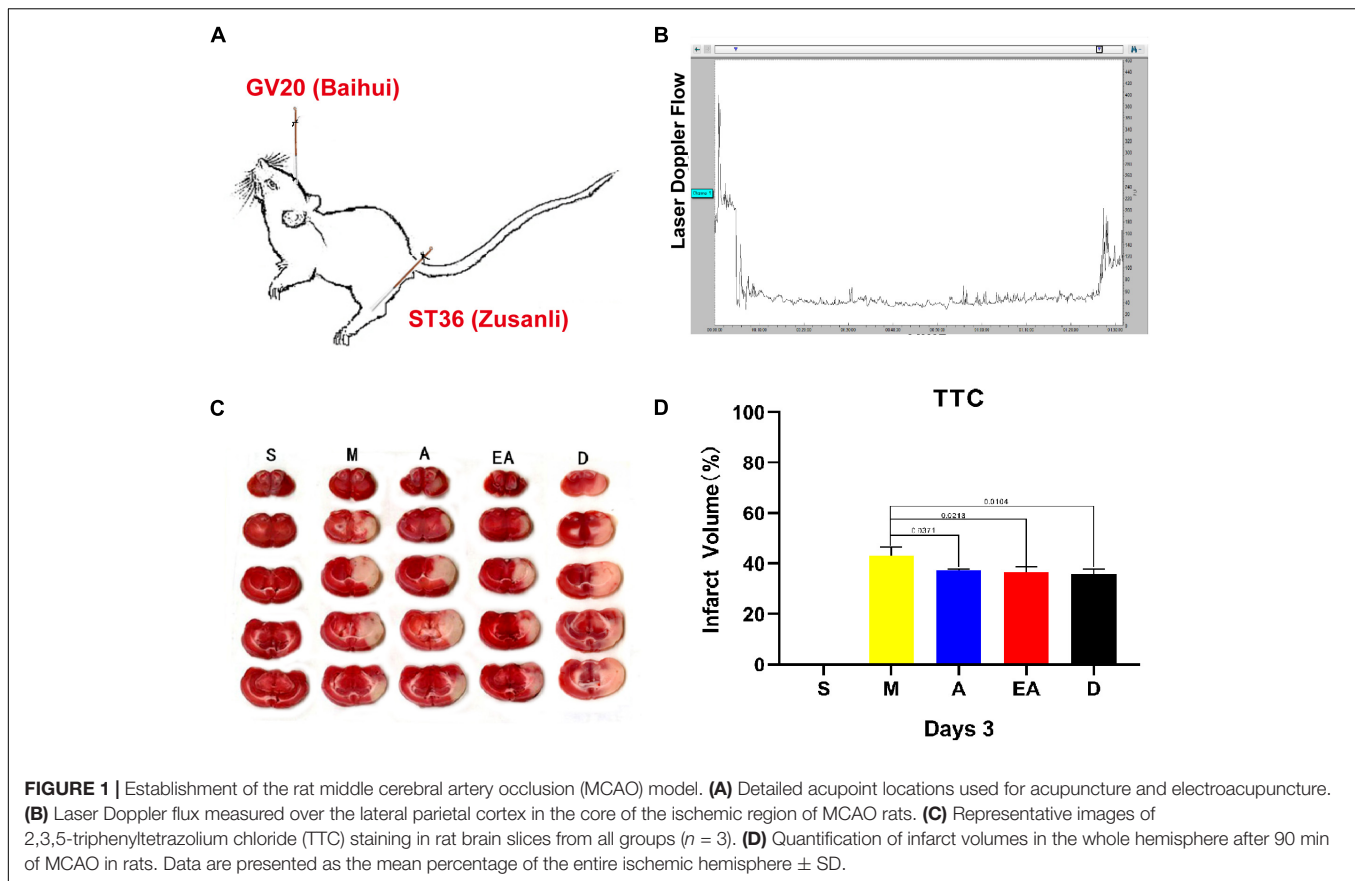 A
GV20 (Baihui)
ST36 (Zusanli)
B
Laser Doppler Flow
C
S M A EA D
D
TTC
Infarct Volume(%)
100
80
60
40
20
0
0.0104
0.0213
0.0371
S M A EA D
Days 3
FIGURE 1 | Establishment of the rat middle cerebral artery occlusion (MCAO) model. (A) Detailed acupoint locations used for acupuncture and electroacupuncture.
(B) Laser Doppler flux measured over the lateral parietal cortex in the core of the ischemic region of MCAO rats. (C) Representative images of
2,3,5-triphenyltetrazolium chloride (TTC) staining in rat brain slices from all groups (n = 3). (D) Quantification of infarct volumes in the whole hemisphere after 90 min
of MCAO in rats. Data are presented as the mean percentage of the entire ischemic hemisphere ± SD.